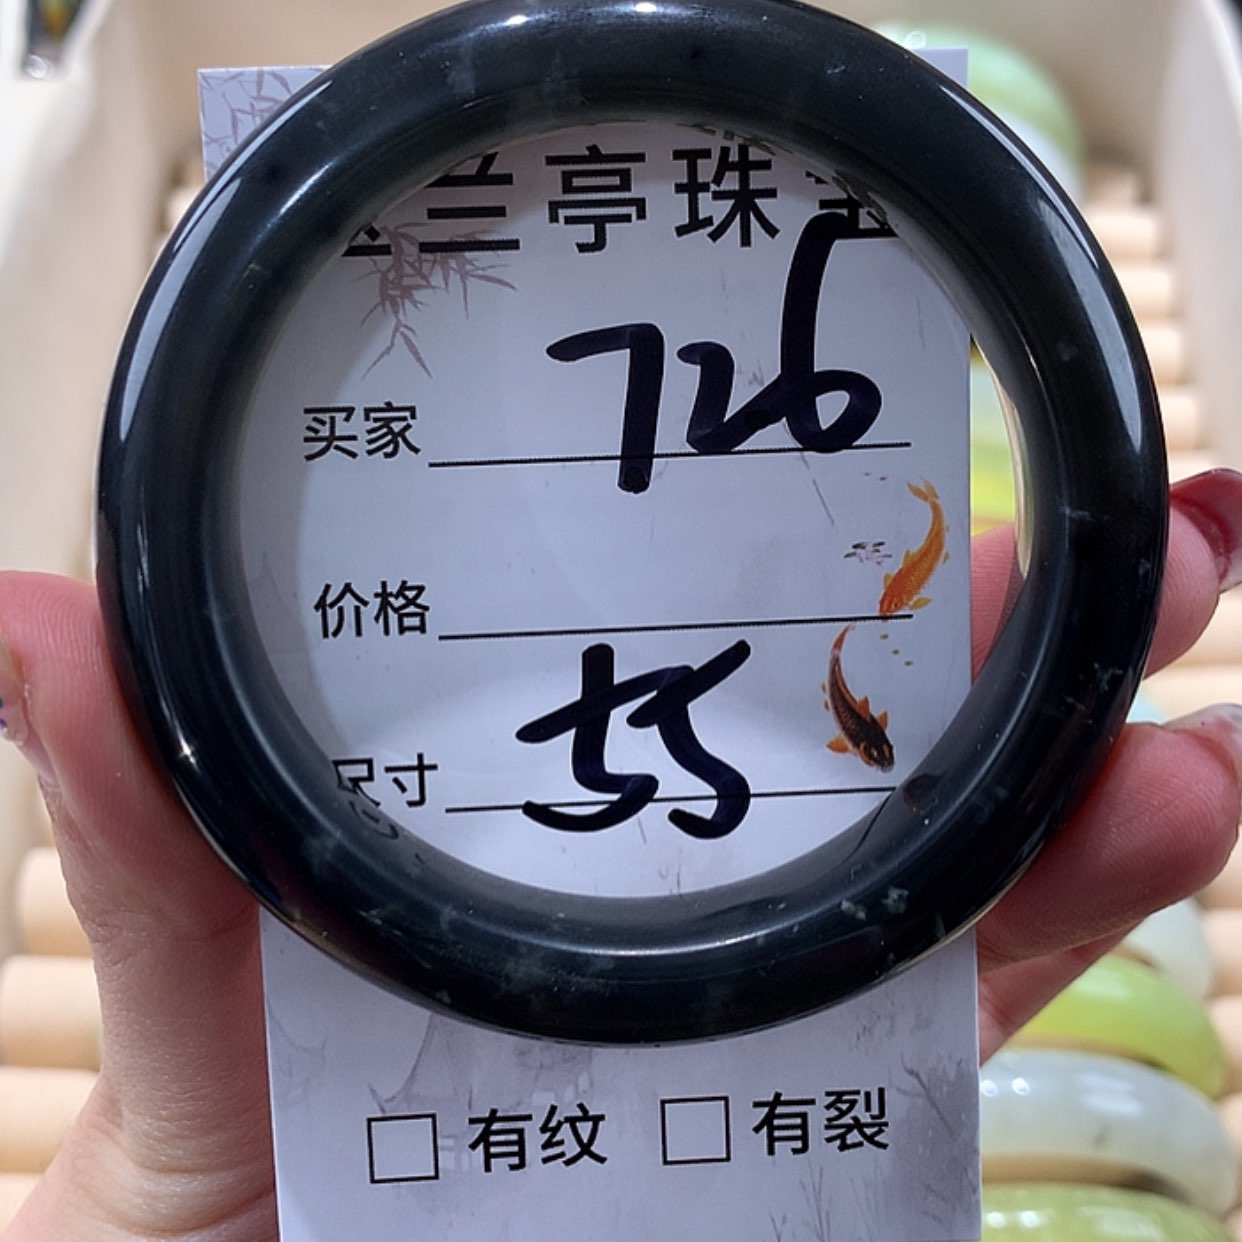 兰亭珠宝
买家 726
价格
尺寸 55
有纹 有裂